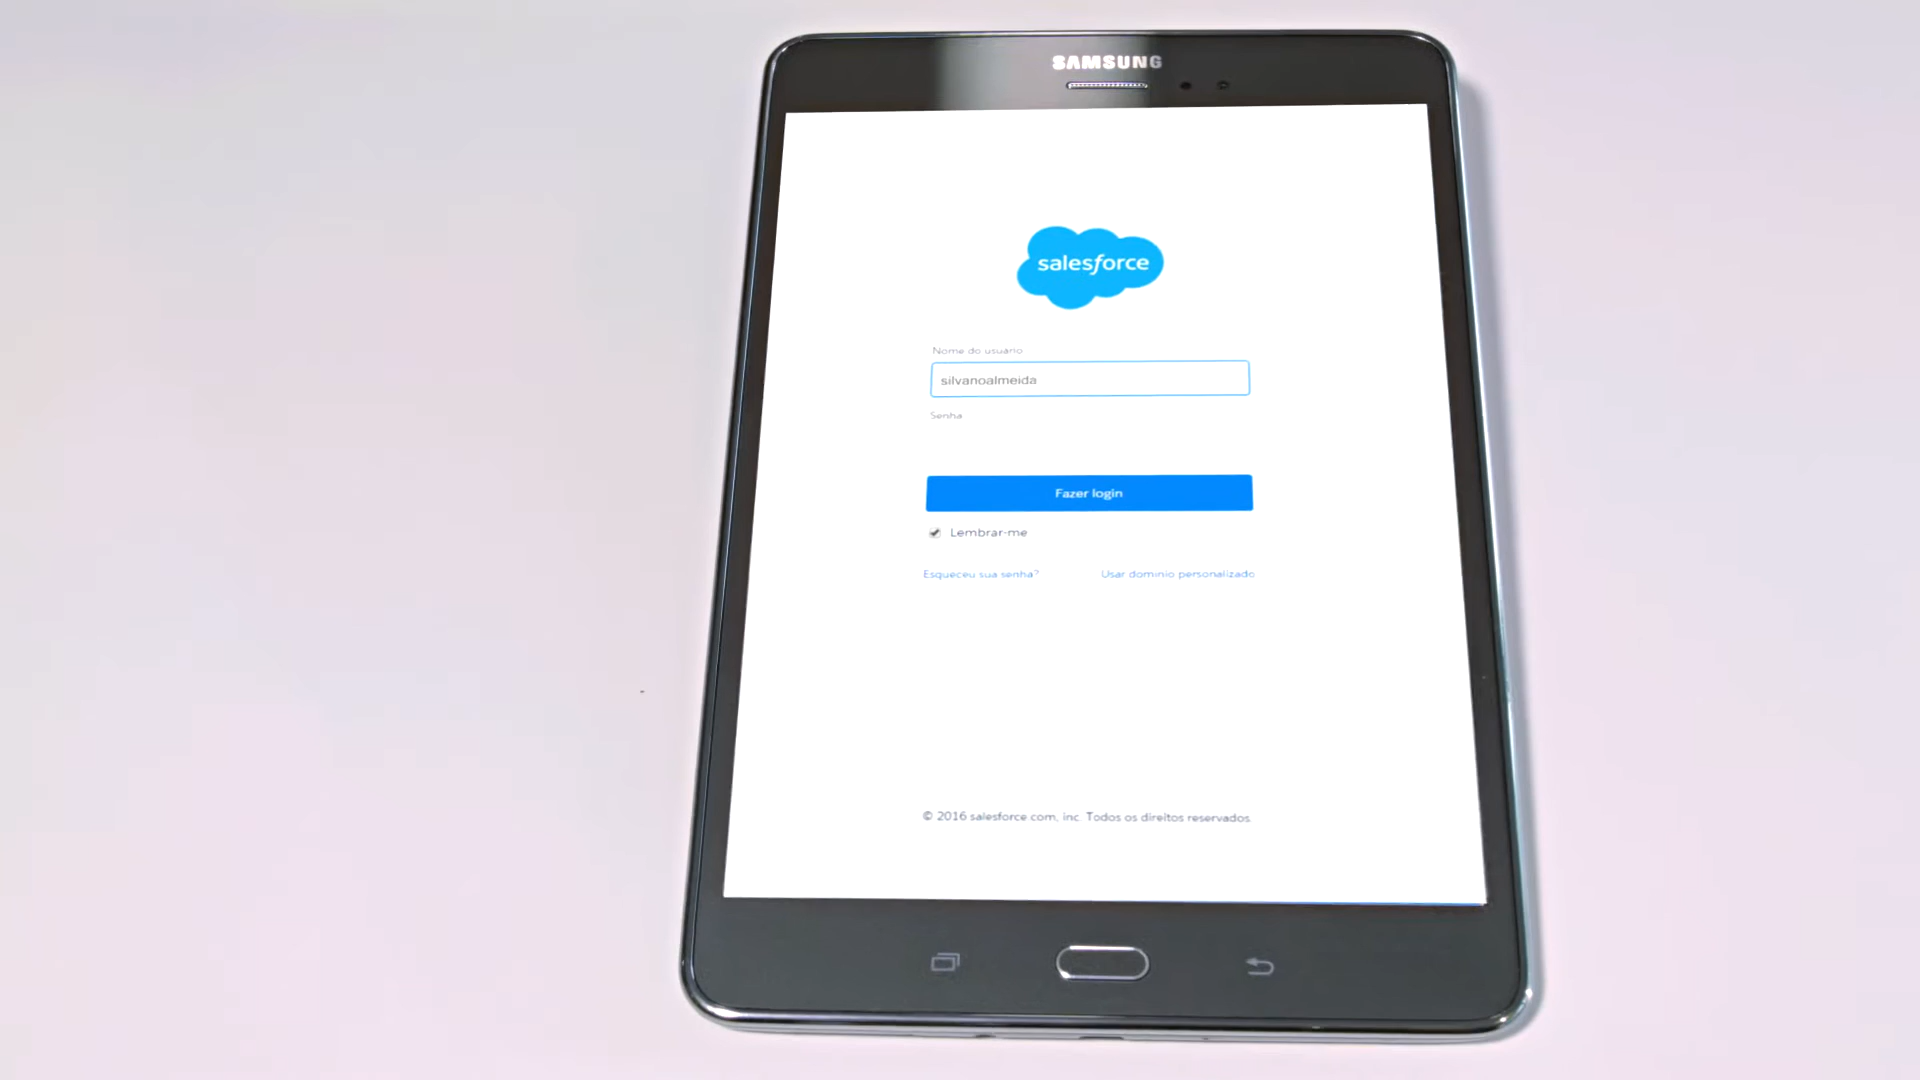 SAMSUNG
salesforce
Nome do usuário
silvanoalmeida
Senha
Fazer login
Lembrar-me
Esqueceu sua senha?
Usar domínio personalizado
© 2016 salesforce.com, inc. Todos os direitos reservados.